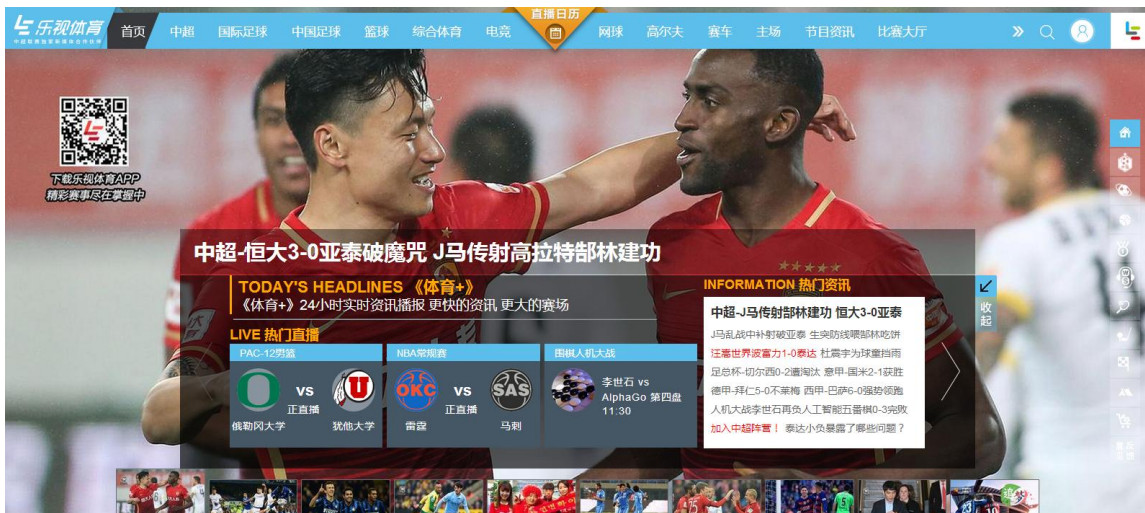 乐视体育
首页
中超
国际足球
中国足球
篮球
综合体育
电竞
直播日历
网球
高尔夫
赛车
主场
节目资讯
比赛大厅
下载乐视体育APP
精彩赛事尽在掌握中
中超-恒大3-0亚泰破魔咒 J马传射高拉特郜林建功
TODAY'S HEADLINES 《体育+》
《体育+》24小时实时资讯播报 更快的资讯 更大的赛场
LIVE 热门直播
PAC-12男篮
VS
正直播
俄勒冈大学
犹他大学
NBA常规赛
OKC
VS
SAS
正直播
雷霆
马刺
围棋人机大战
李世石 vs
AlphaGo 第四盘
11:30
INFORMATION 热门资讯
中超-J马传射郜林建功 恒大3-0亚泰
J马乱战中补射破亚泰 生突防线喂郜林吃饼
汪嵩世界波富力1-0泰达 杜震宇为球童挡雨
足总杯-切尔西0-2遭淘汰 意甲-国米2-1获胜
德甲-拜仁5-0不莱梅 西甲-巴萨6-0强势领跑
人机大战李世石再负人工智能五番棋0-3完败
加入中超阵营！ 泰达小负暴露了哪些问题？
收起